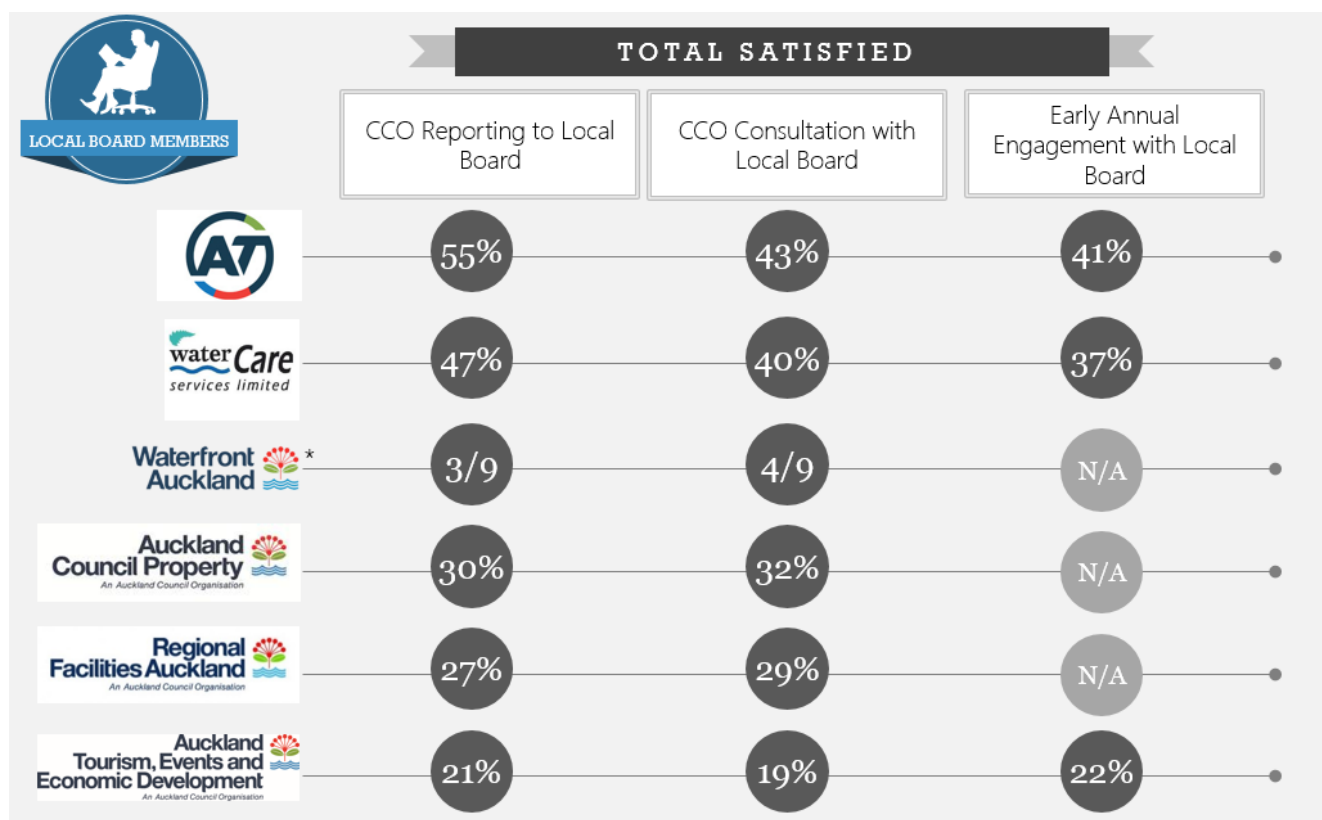 TOTAL SATISFIED
LOCAL BOARD MEMBERS
CCO Reporting to Local
Board
CCO Consultation with
Local Board
Early Annual
Engagement with Local
Board
AT
55%
43%
41%
water Care
services limited
47%
40%
37%
Waterfront
Auckland
*
3/9
4/9
N/A
Auckland
Council Property
An Auckland Council Organisation
30%
32%
N/A
Regional
Facilities Auckland
An Auckland Council Organisation
27%
29%
N/A
Auckland
Tourism, Events and
Economic Development
An Auckland Council Organisation
21%
19%
22%